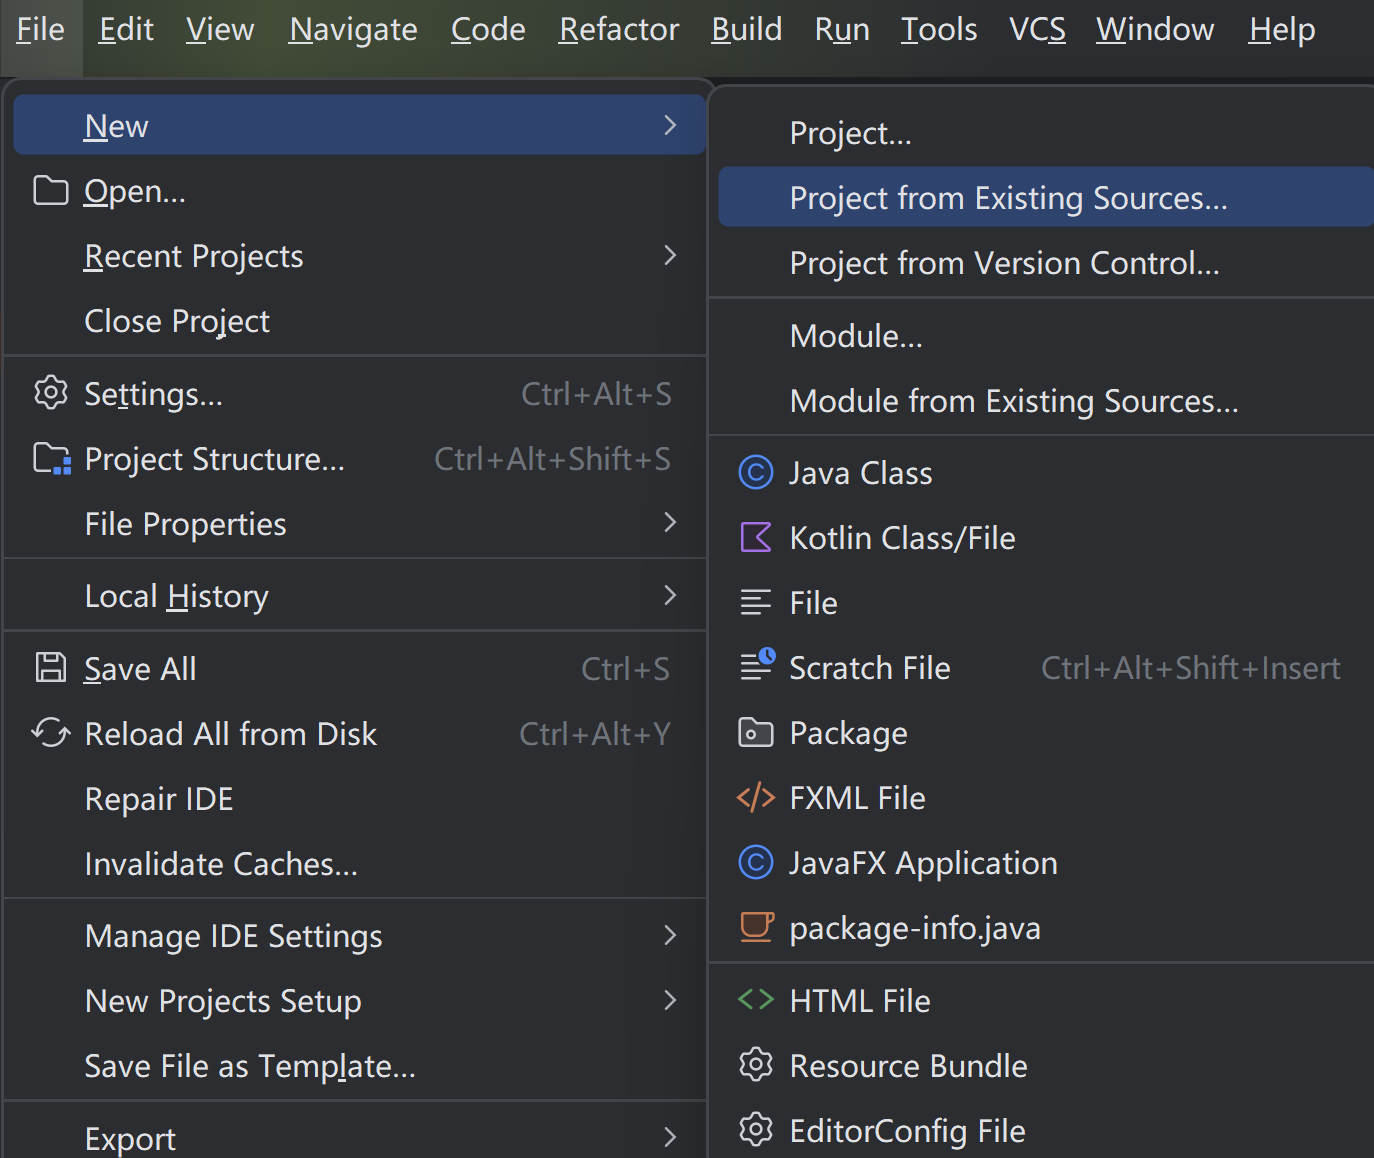 File Edit View Navigate Code Refactor Build Run Tools VCS Window Help
New
Open...
Recent Projects
Close Project
Settings... Ctrl+Alt+S
Project Structure... Ctrl+Alt+Shift+S
File Properties
Local History
Save All Ctrl+S
Reload All from Disk Ctrl+Alt+Y
Repair IDE
Invalidate Caches...
Manage IDE Settings
New Projects Setup
Save File as Template...
Export
Project...
Project from Existing Sources...
Project from Version Control...
Module...
Module from Existing Sources...
Java Class
Kotlin Class/File
File
Scratch File Ctrl+Alt+Shift+Insert
Package
FXML File
JavaFX Application
package-info.java
HTML File
Resource Bundle
EditorConfig File